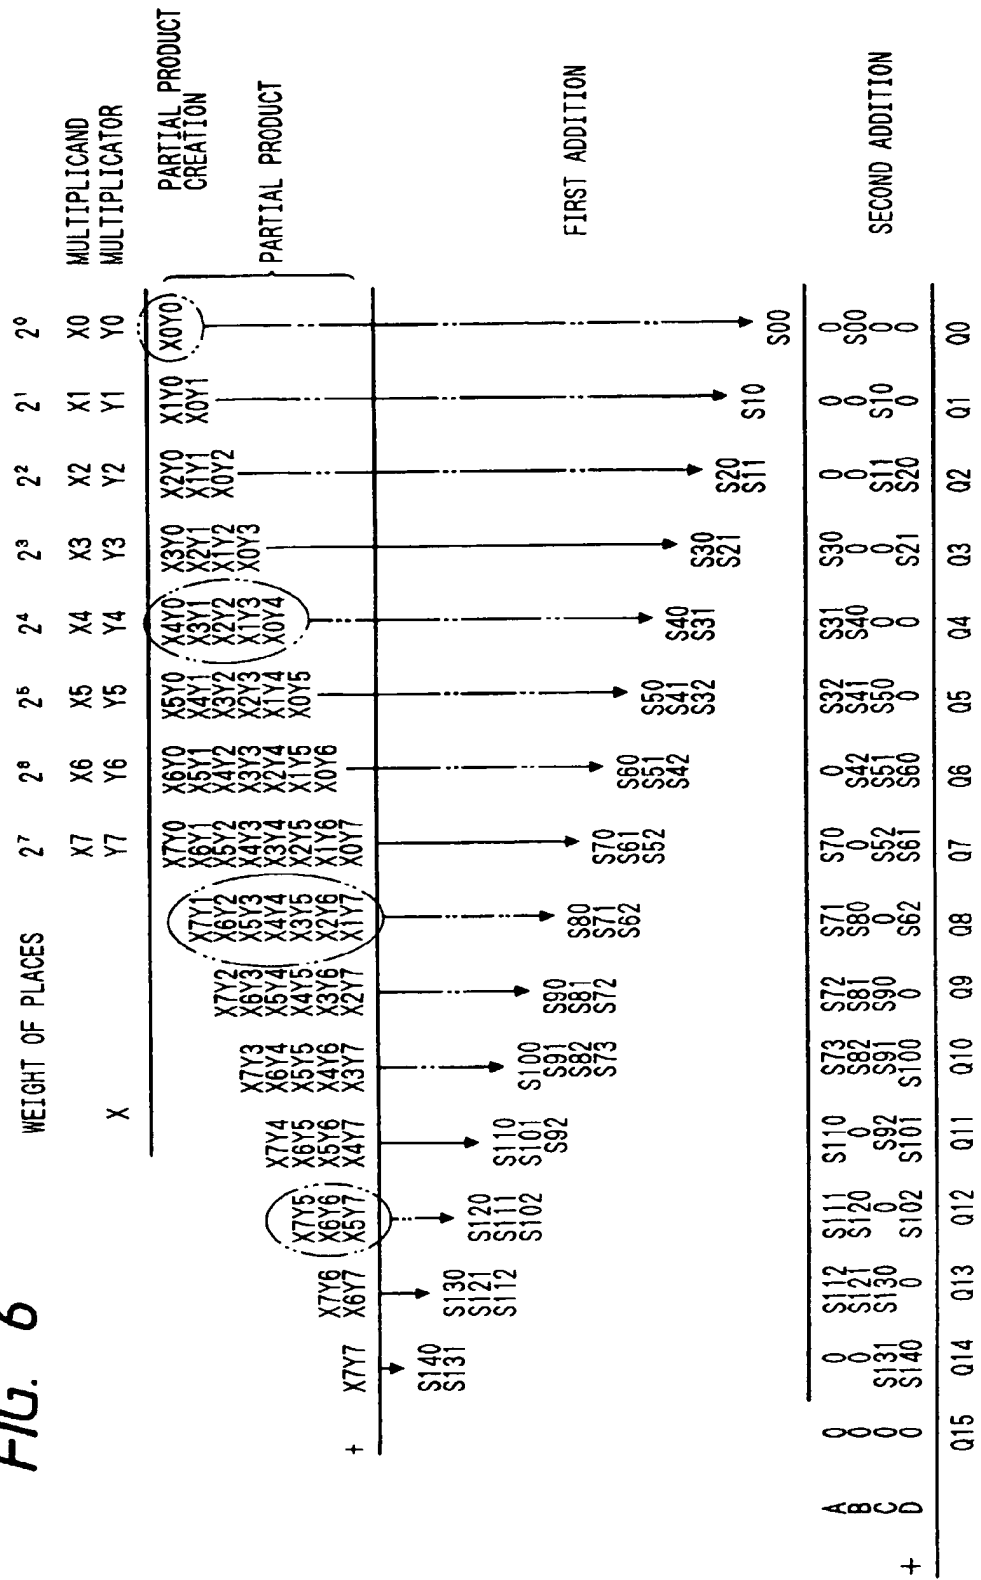 FIG. 6
WEIGHT OF PLACES 2⁷ 2⁶ 2⁵ 2⁴ 2³ 2² 2¹ 2⁰
X7 X6 X5 X4 X3 X2 X1 X0 MULTIPLICAND
X Y7 Y6 Y5 Y4 Y3 Y2 Y1 Y0 MULTIPLICATOR
X7Y0 X6Y0 X5Y0 X4Y0 X3Y0 X2Y0 X1Y0 X0Y0 PARTIAL PRODUCT
X7Y1 X6Y1 X5Y1 X4Y1 X3Y1 X2Y1 X1Y1 X0Y1 CREATION
X7Y2 X6Y2 X5Y2 X4Y2 X3Y2 X2Y2 X1Y2 X0Y2
X7Y3 X6Y3 X5Y3 X4Y3 X3Y3 X2Y3 X1Y3 X0Y3
X7Y4 X6Y4 X5Y4 X4Y4 X3Y4 X2Y4 X1Y4 X0Y4 PARTIAL PRODUCT
X7Y5 X6Y5 X5Y5 X4Y5 X3Y5 X2Y5 X1Y5 X0Y5
X7Y6 X6Y6 X5Y6 X4Y6 X3Y6 X2Y6 X1Y6 X0Y6
+ X7Y7 X6Y7 X5Y7 X4Y7 X3Y7 X2Y7 X1Y7 X0Y7
S140
S131 S130
S121 S120
S112 S111 S110
S102 S101 S100
S92 S91 S90
S82 S81 S80 FIRST ADDITION
S73 S72 S71 S70
S62 S61 S60
S52 S51 S50
S42 S41 S40
S32 S31 S30
S21 S20
S11 S10
S00
A 0 0 S112 S111 S110 S73 S72 S71 S70 0 S32 S31 S30 0 0 0
B 0 0 S121 S120 0 S82 S81 S80 0 S42 S41 S40 0 0 0 S00
C 0 S131 S130 0 S92 S91 S90 0 S52 S51 S50 0 0 S11 S10 0 SECOND ADDITION
+ D 0 S140 0 S102 S101 S100 0 S62 S61 S60 0 0 S21 S20 0 0
Q15 Q14 Q13 Q12 Q11 Q10 Q9 Q8 Q7 Q6 Q5 Q4 Q3 Q2 Q1 Q0